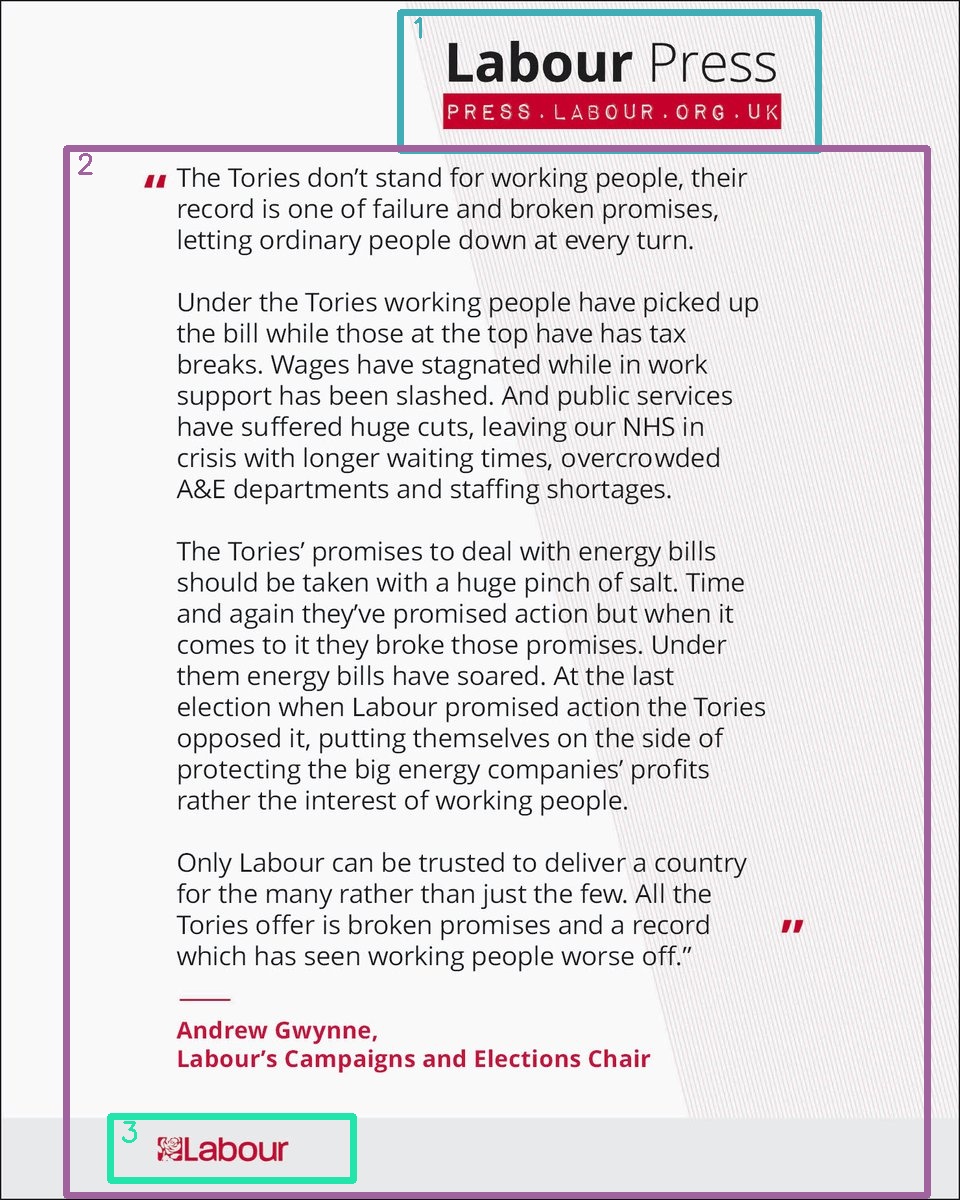 Labour Press
PRESS.LABOUR.ORG.UK
" The Tories don't stand for working people, their
record is one of failure and broken promises,
letting ordinary people down at every turn.
Under the Tories working people have picked up
the bill while those at the top have has tax
breaks. Wages have stagnated while in work
support has been slashed. And public services
have suffered huge cuts, leaving our NHS in
crisis with longer waiting times, overcrowded
A&E departments and staffing shortages.
The Tories' promises to deal with energy bills
should be taken with a huge pinch of salt. Time
and again they've promised action but when it
comes to it they broke those promises. Under
them energy bills have soared. At the last
election when Labour promised action the Tories
opposed it, putting themselves on the side of
protecting the big energy companies' profits
rather the interest of working people.
Only Labour can be trusted to deliver a country
for the many rather than just the few. All the
Tories offer is broken promises and a record "
which has seen working people worse off."
Andrew Gwynne,
Labour's Campaigns and Elections Chair
Labour
1
2
3